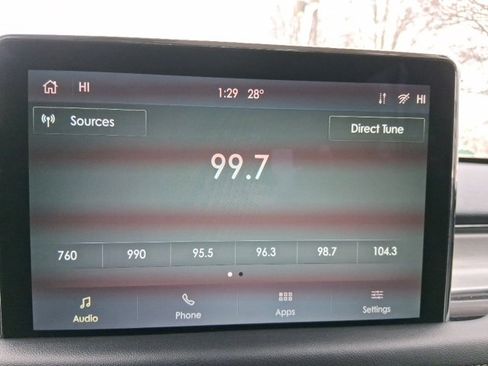 HI 1:29 28° HI
Sources Direct Tune
99.7
760 990 95.5 96.3 98.7 104.3
Audio Phone Apps Settings